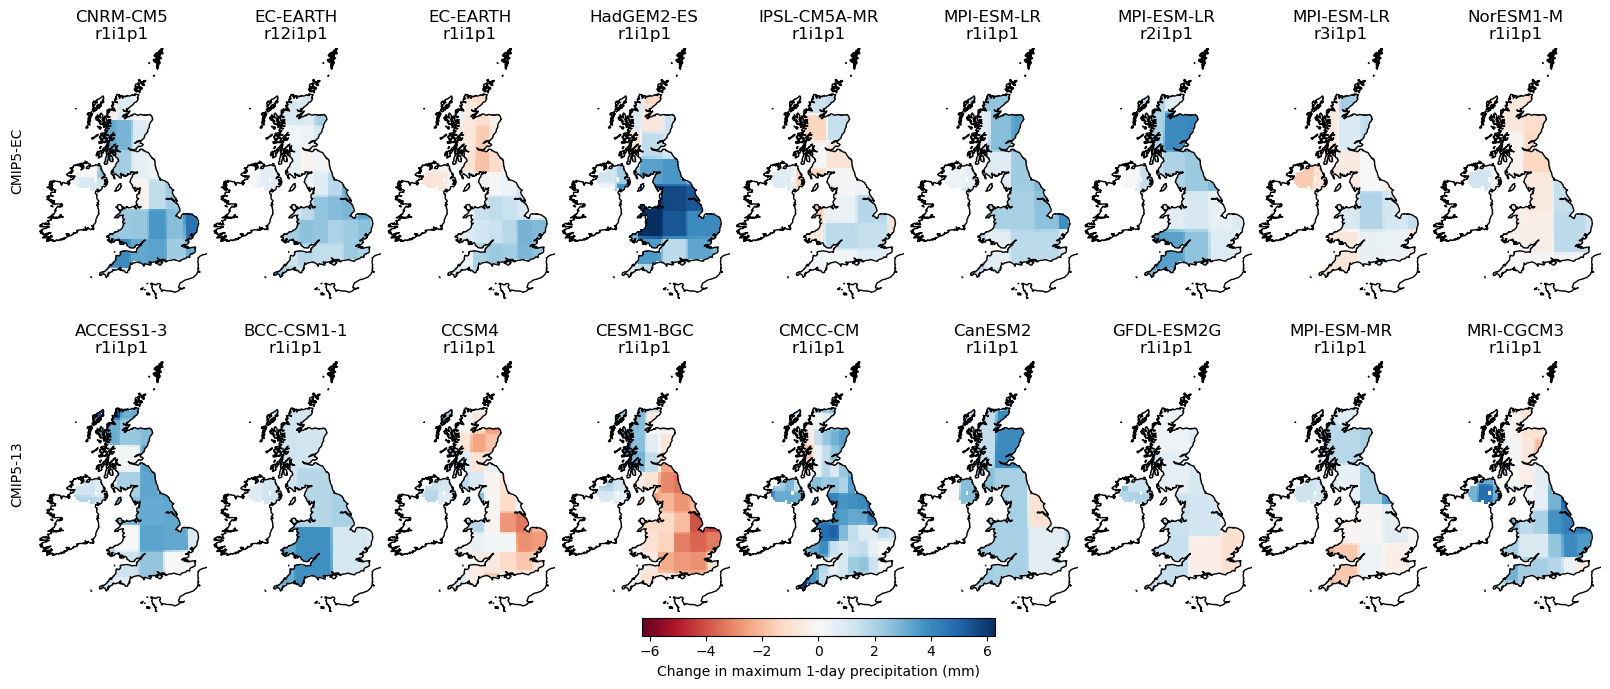 CNRM-CM5 EC-EARTH EC-EARTH HadGEM2-ES IPSL-CM5A-MR MPI-ESM-LR MPI-ESM-LR MPI-ESM-LR NorESM1-M
r1i1p1 r12i1p1 r1i1p1 r1i1p1 r1i1p1 r1i1p1 r2i1p1 r3i1p1 r1i1p1
CMIP5-EC
ACCESS1-3 BCC-CSM1-1 CCSM4 CESM1-BGC CMCC-CM CanESM2 GFDL-ESM2G MPI-ESM-MR MRI-CGCM3
r1i1p1 r1i1p1 r1i1p1 r1i1p1 r1i1p1 r1i1p1 r1i1p1 r1i1p1 r1i1p1
CMIP5-13
−6 −4 −2 0 2 4 6
Change in maximum 1-day precipitation (mm)